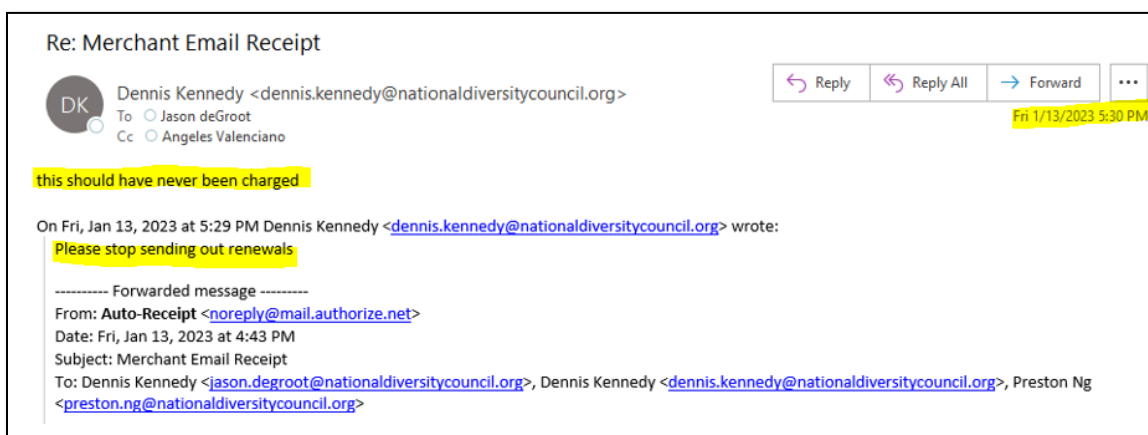 Re: Merchant Email Receipt
DK
Dennis Kennedy <dennis.kennedy@nationaldiversitycouncil.org>
To Jason deGroot
Cc Angeles Valenciano
Reply
Reply All
Forward
...
Fri 1/13/2023 5:30 PM
this should have never been charged
On Fri, Jan 13, 2023 at 5:29 PM Dennis Kennedy <dennis.kennedy@nationaldiversitycouncil.org> wrote:
Please stop sending out renewals
---------- Forwarded message ---------
From: Auto-Receipt <noreply@mail.authorize.net>
Date: Fri, Jan 13, 2023 at 4:43 PM
Subject: Merchant Email Receipt
To: Dennis Kennedy <jason.degroot@nationaldiversitycouncil.org>, Dennis Kennedy <dennis.kennedy@nationaldiversitycouncil.org>, Preston Ng
<preston.ng@nationaldiversitycouncil.org>